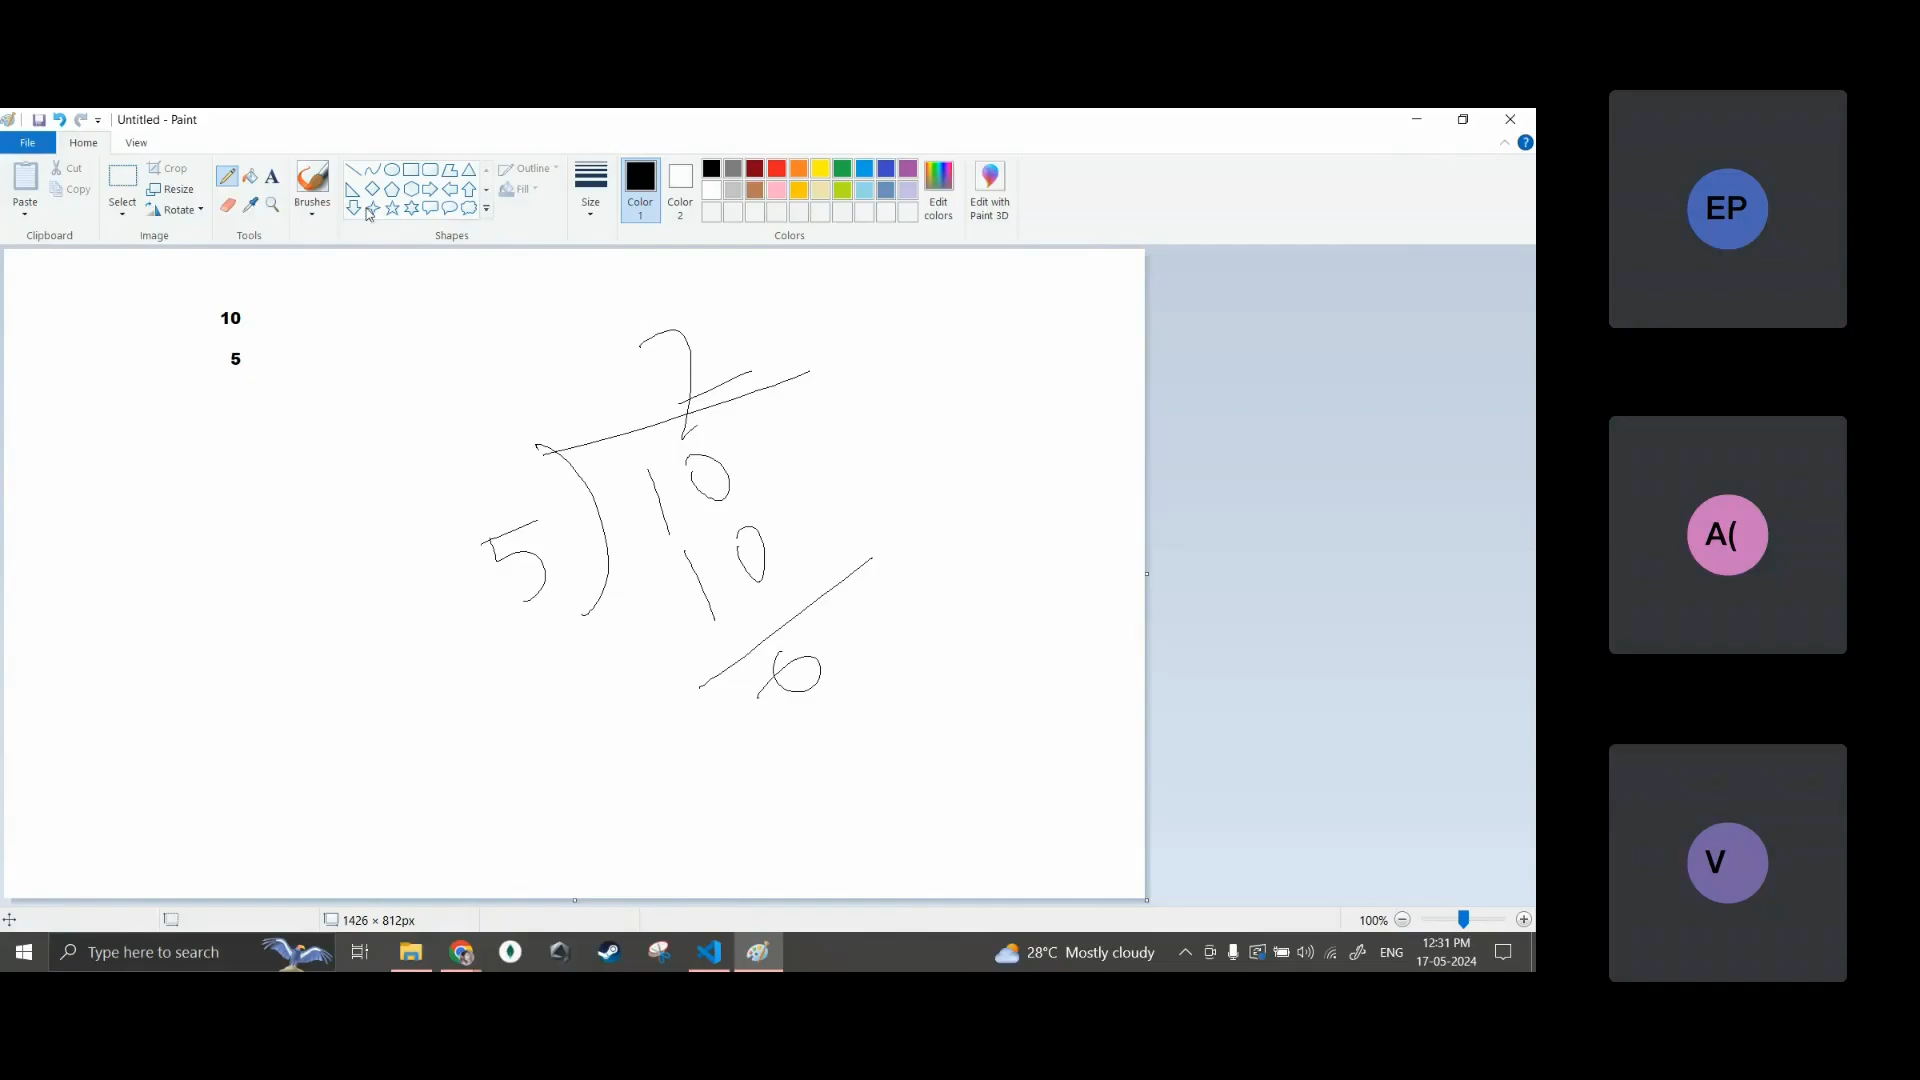 Untitled - Paint
File Home View
Cut
Copy
Paste
Clipboard
Crop
Resize
Rotate
Select
Image
Tools
Brushes
Shapes
Outline
Fill
Size
Color 1
Color 2
Colors
Edit colors
Edit with Paint 3D
10
5
2
5 10
10
0
1426 × 812px
100%
Type here to search
28°C Mostly cloudy
ENG
12:31 PM
17-05-2024
EP
A(
V